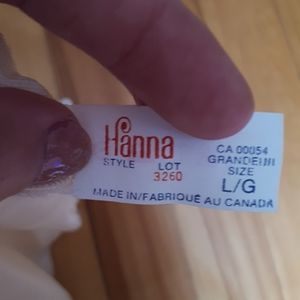 Hanna
STYLE LOT
3260
CA 00054
GRANDEUR
SIZE
L/G
MADE IN/FABRIQUÉ AU CANADA